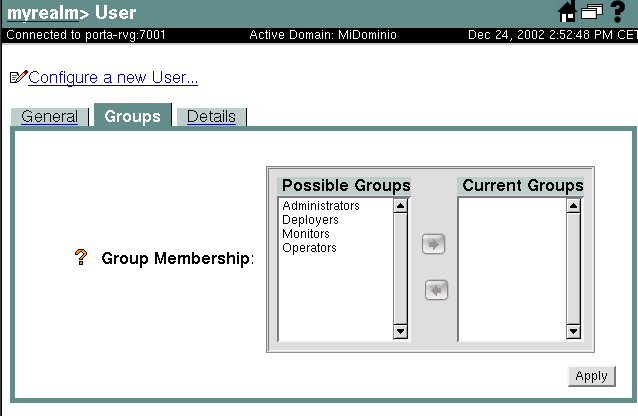 myrealm> User
Connected to porta-rvg:7001 Active Domain: MiDominio Dec 24, 2002 2:52:48 PM CET
Configure a new User...
General Groups Details
Possible Groups Current Groups
Administrators
Deployers
Monitors
Operators
? Group Membership:
Apply